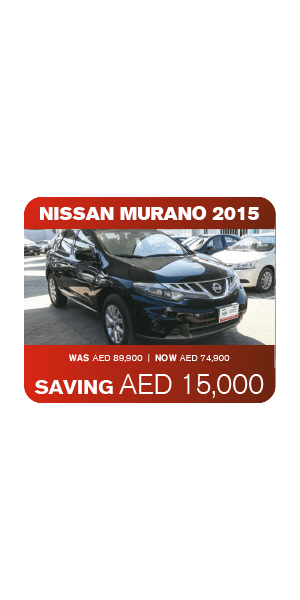 NISSAN MURANO 2015
WAS AED 89,900 | NOW AED 74,900
SAVING AED 15,000